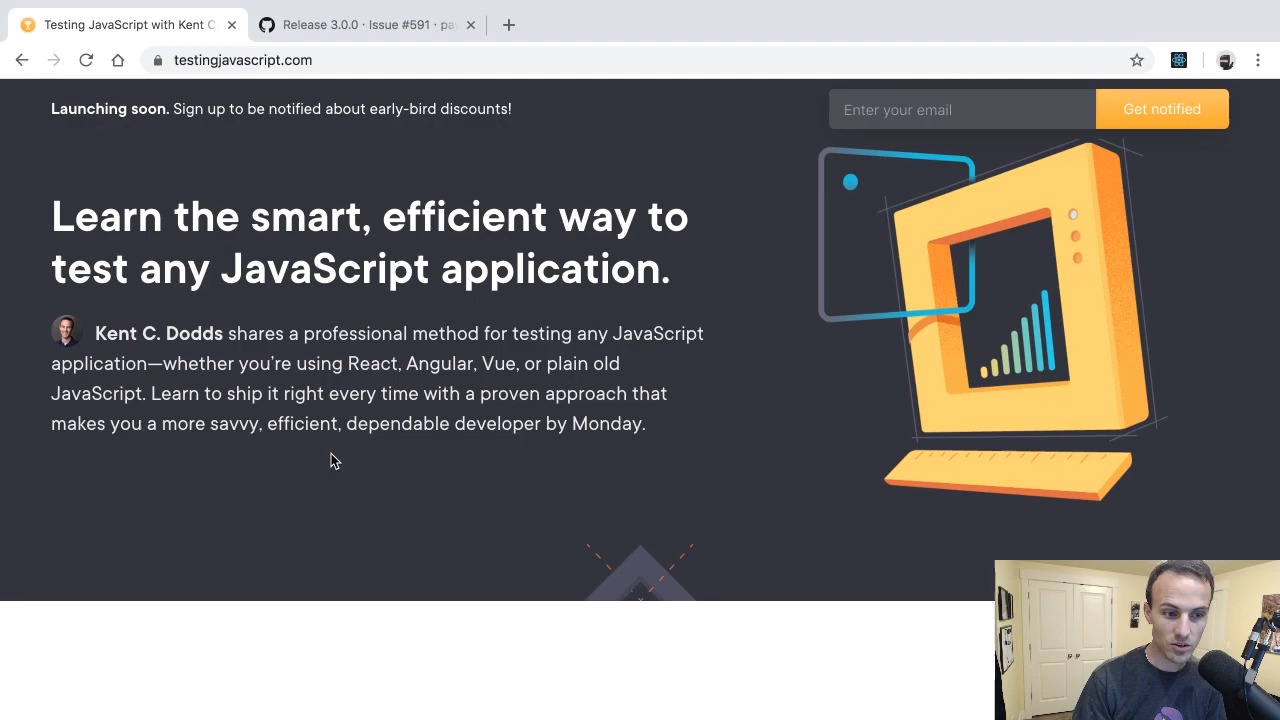 Testing JavaScript with Kent C.
Release 3.0.0 · Issue #591 · pay
testingjavascript.com
Launching soon. Sign up to be notified about early-bird discounts!
Enter your email
Get notified
Learn the smart, efficient way to
test any JavaScript application.
Kent C. Dodds shares a professional method for testing any JavaScript
application—whether you’re using React, Angular, Vue, or plain old
JavaScript. Learn to ship it right every time with a proven approach that
makes you a more savvy, efficient, dependable developer by Monday.